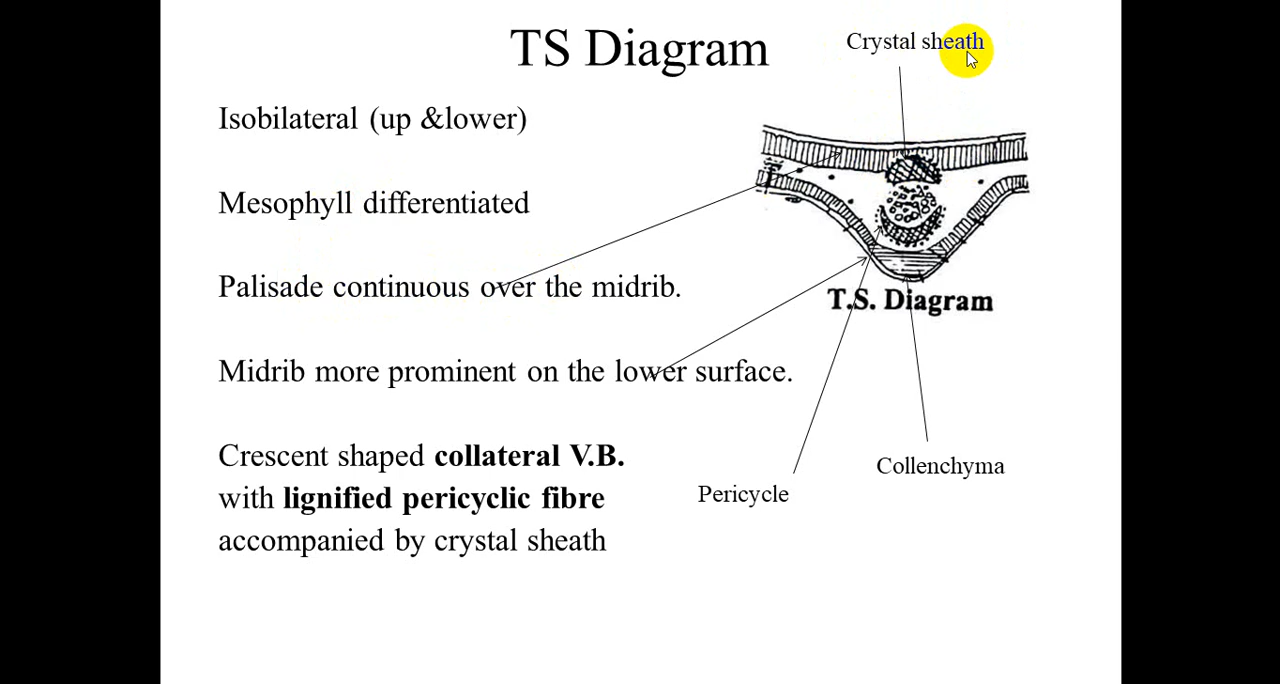 TS Diagram
Crystal sheath
Isobilateral (up &lower)
Mesophyll differentiated
Palisade continuous over the midrib.
T.S. Diagram
Midrib more prominent on the lower surface.
Crescent shaped collateral V.B.
with lignified pericyclic fibre
accompanied by crystal sheath
Collenchyma
Pericycle